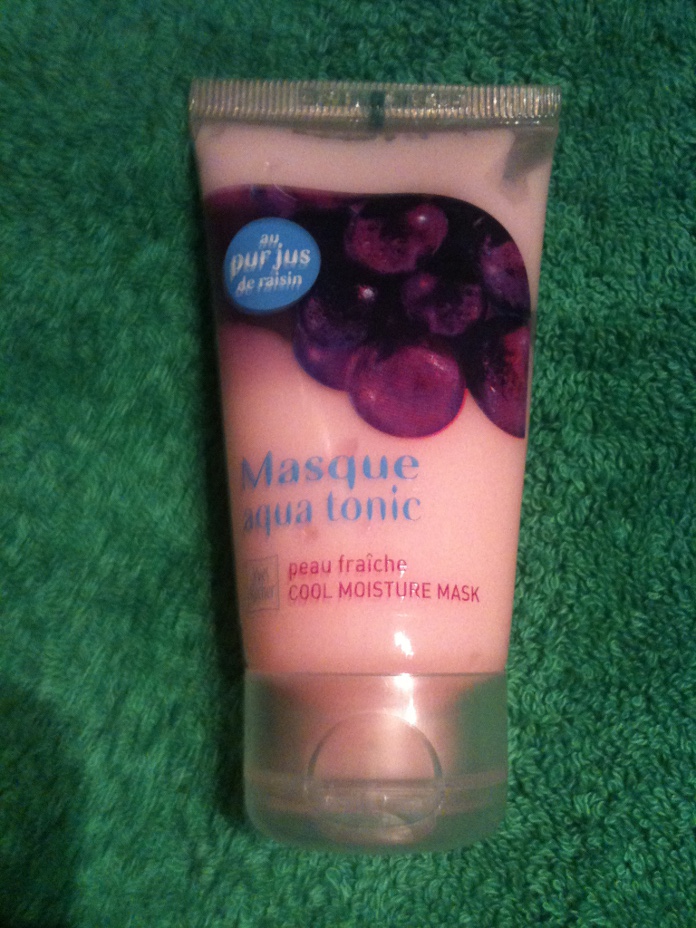 au
pur jus
de raisin
Masque
aqua tonic
peau fraîche
COOL MOISTURE MASK